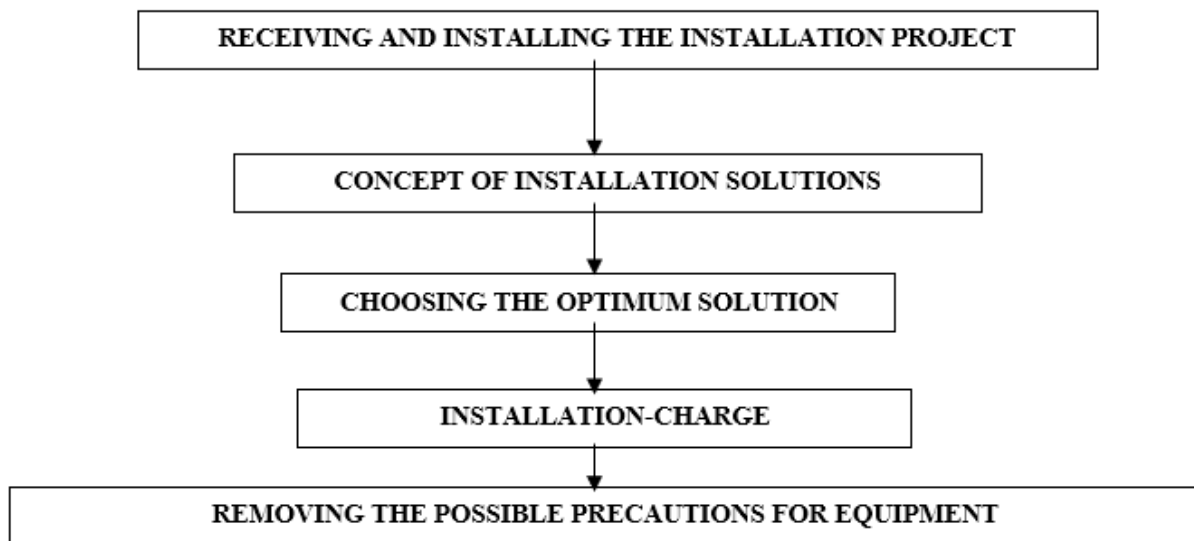 RECEIVING AND INSTALLING THE INSTALLATION PROJECT
CONCEPT OF INSTALLATION SOLUTIONS
CHOOSING THE OPTIMUM SOLUTION
INSTALLATION-CHARGE
REMOVING THE POSSIBLE PRECAUTIONS FOR EQUIPMENT